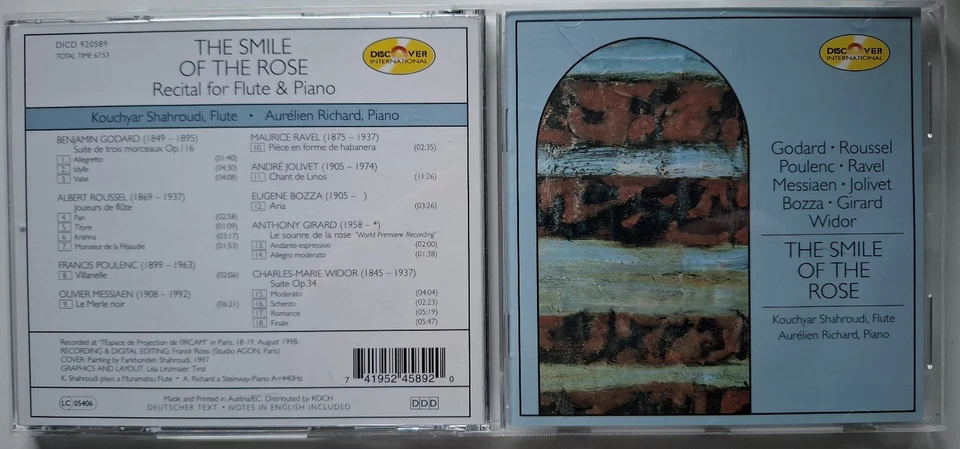 DICD 920589
TOTAL TIME 67:53
THE SMILE
OF THE ROSE
Recital for Flute & Piano
DISCOVER
INTERNATIONAL
Kouchyar Shahroudi, Flute • Aurélien Richard, Piano
BENJAMIN GODARD (1849 – 1895)
Suite de trois morceaux Op.116
1. Allegretto (01:40)
2. Idylle (04:30)
3. Valse (04:08)
ALBERT ROUSSEL (1869 – 1937)
Joueurs de flûte
4. Pan (02:58)
5. Tityre (01:09)
6. Krishna (03:17)
7. Monsieur de la Péjaudie (01:53)
FRANCIS POULENC (1899 – 1963)
8. Villanelle (02:06)
OLIVIER MESSIAEN (1908 – 1992)
9. Le Merle noir (06:21)
MAURICE RAVEL (1875 – 1937)
10. Pièce en forme de habanera (02:35)
ANDRÉ JOLIVET (1905 – 1974)
11. Chant de Linos (11:26)
EUGENE BOZZA (1905 – )
12. Aria (03:26)
ANTHONY GIRARD (1958 – *)
Le sourire de la rose "World Premiere Recording"
13. Andante espressivo (02:00)
14. Allegro moderato (01:38)
CHARLES-MARIE WIDOR (1845 – 1937)
Suite Op.34
15. Moderato (04:04)
16. Scherzo (02:23)
17. Romance (05:19)
18. Finale (05:47)
Recorded at "l'Espace de Projection de l'IRCAM" in Paris, 18-19. August 1998.
RECORDING & DIGITAL EDITING: Franck Rossi (Studio AGON, Paris)
COVER: Painting by Farkhondeh Shahroudi, 1997
GRAPHICS AND LAYOUT: Lisa Linzmaier, Tirol
K. Shahroudi plays a Muramatsu Flute • A. Richard a Steinway-Piano A=440Hz
7 41952 45892 0
LC 05406
Made and Printed in Austria/EC. Distributed by KOCH
DEUTSCHER TEXT • NOTES IN ENGLISH INCLUDED
DDD
DISCOVER
INTERNATIONAL
Godard • Roussel
Poulenc • Ravel
Messiaen • Jolivet
Bozza • Girard
Widor
THE SMILE
OF THE
ROSE
Kouchyar Shahroudi, Flute
Aurélien Richard, Piano